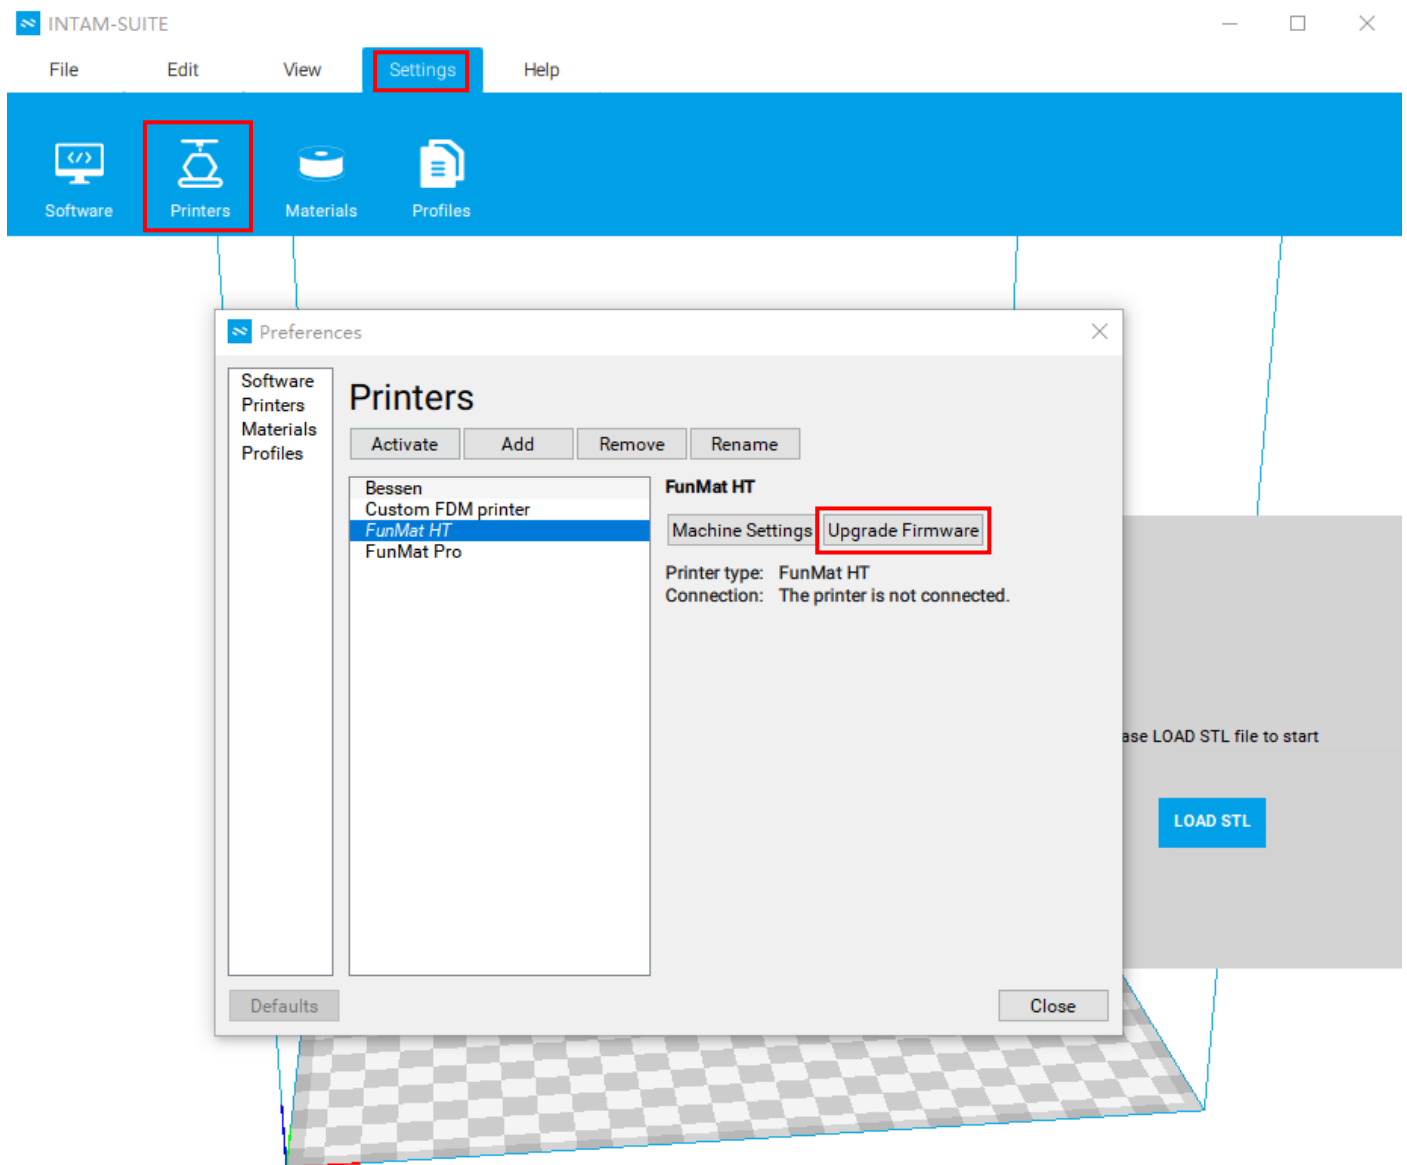 INTAM-SUITE
File Edit View Settings Help
Software Printers Materials Profiles
Preferences
Software
Printers
Materials
Profiles
Printers
Activate Add Remove Rename
Bessen
Custom FDM printer
FunMat HT
FunMat Pro
FunMat HT
Machine Settings Upgrade Firmware
Printer type: FunMat HT
Connection: The printer is not connected.
ase LOAD STL file to start
LOAD STL
Defaults Close